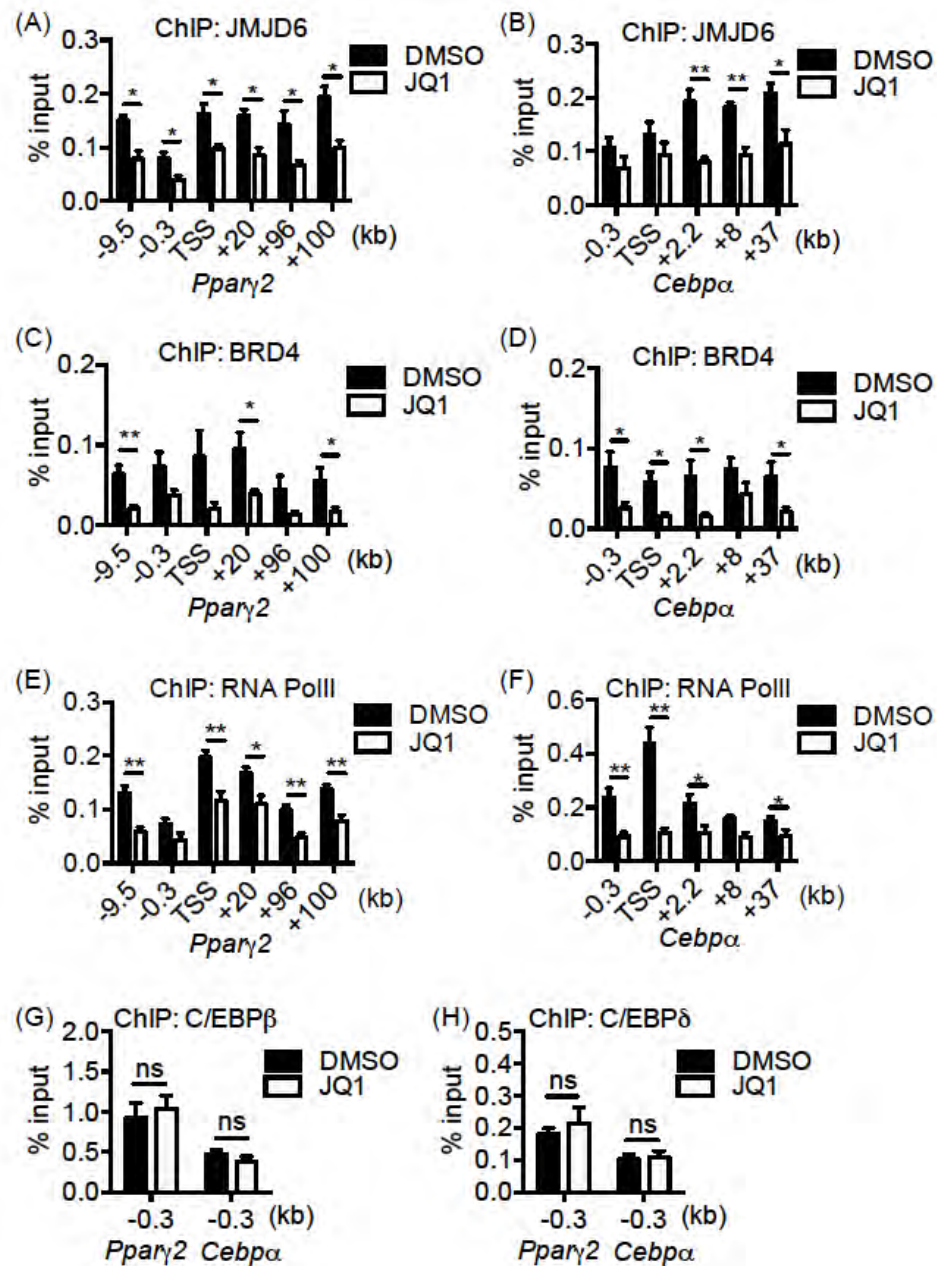 (A)
ChIP: JMJD6
DMSO
JQ1
% input
0.3
0.2
0.1
0.0
* * * * * *
-9.5 -0.3 TSS +20 +96 +100 (kb)
Pparγ2
(B)
ChIP: JMJD6
DMSO
JQ1
% input
0.3
0.2
0.1
0.0
** ** *
-0.3 TSS +2.2 +8 +37 (kb)
Cebpα
(C)
ChIP: BRD4
DMSO
JQ1
% input
0.2
0.1
0.0
** * *
-9.5 -0.3 TSS +20 +96 +100 (kb)
Pparγ2
(D)
ChIP: BRD4
DMSO
JQ1
% input
0.2
0.1
0.0
* * * *
-0.3 TSS +2.2 +8 +37 (kb)
Cebpα
(E)
ChIP: RNA PolII
DMSO
JQ1
% input
0.3
0.2
0.1
0.0
** ** * ** **
-9.5 -0.3 TSS +20 +96 +100 (kb)
Pparγ2
(F)
ChIP: RNA PolII
DMSO
JQ1
% input
0.6
0.4
0.2
0.0
** ** * *
-0.3 TSS +2.2 +8 +37 (kb)
Cebpα
(G)
ChIP: C/EBPβ
DMSO
JQ1
% input
2.0
1.5
1.0
0.5
0.0
ns ns
-0.3 -0.3 (kb)
Pparγ2 Cebpα
(H)
ChIP: C/EBPδ
DMSO
JQ1
% input
0.5
0.4
0.3
0.2
0.1
0.0
ns ns
-0.3 -0.3 (kb)
Pparγ2 Cebpα